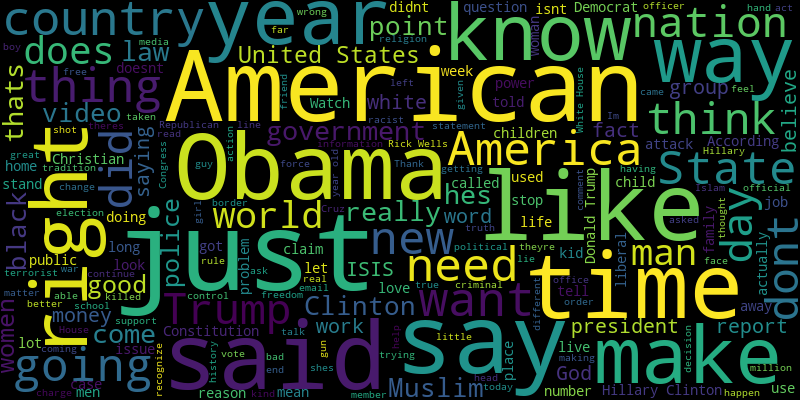 country
year
does
law
point
didnt
wrong
question
isnt
Democrat
officer
hand
act
boy
media
far
religion
know
nation
United States
woman
thing
American
way
thats
doesnt
week
power
given
group
feel
free
video
Watch
left
told
came
White House
believe
taken
friend
white
racist
think
shot
theres
Im
Republican
line
statement
children
fact
According
great
read
government
Rick Wells
America
attack
Hillary
home
tradition
Christian
saying
Congress
action
information
Thank
getting
State
Islam
official
stand
change
guy
force
year old
called
used
having
child
job
right
did
Obama
Cruz
hes
stop
comment
Donald Trump
asked
thought
black
election
police
girl
border
world
really
word
life
like
man
day
family
doing
truth
public
long
got
claim
new
political
theyre
liberal
face
dont
look
rule
problem
ask
let
real
ISIS
need
lie
kid
actually
terrorist
war
continue
just
email
true
criminal
time
office
tell
away
matter
able
killed
good
control
freedom
love
want
different
order
women
better
school
money
Trump
Clinton
say
president
report
House
support
Constitution
work
place
decision
lot
coming
issue
come
history
talk
help
little
live
making
make
million
going
recognize
vote
bad
gun
trying
God
case
said
end
shes
head
today
number
Hillary Clinton
use
charge
men
reason
kind
mean
member
Muslim
happen